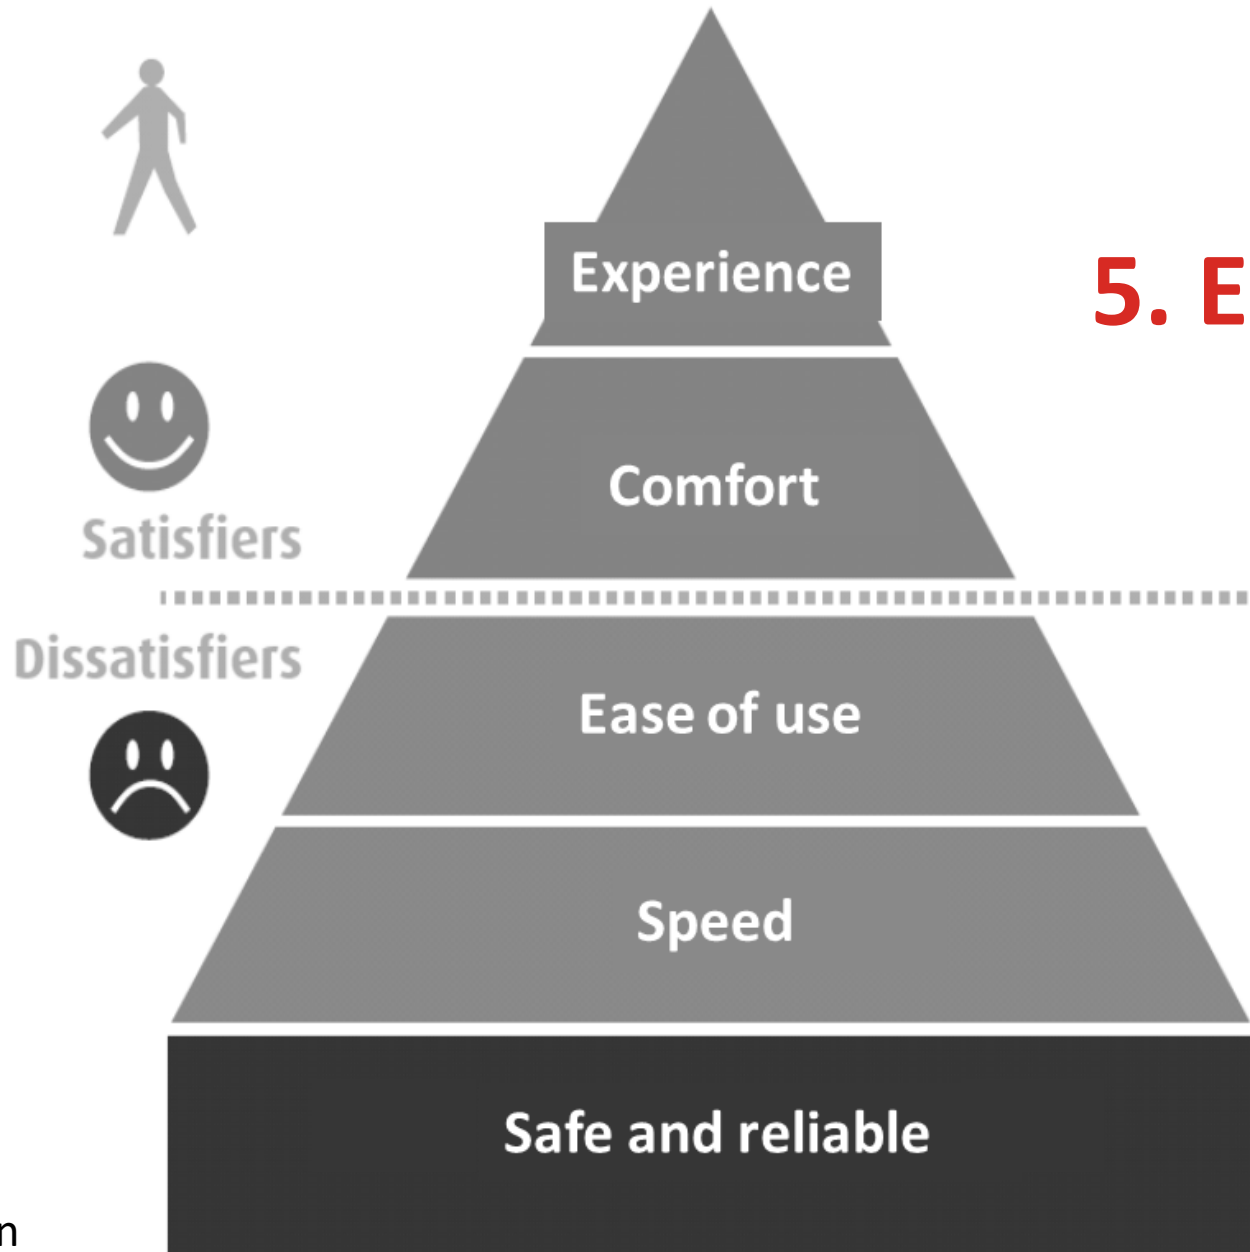 Experience
5. E
Comfort
Satisfiers
Dissatisfiers
Ease of use
Speed
Safe and reliable
n